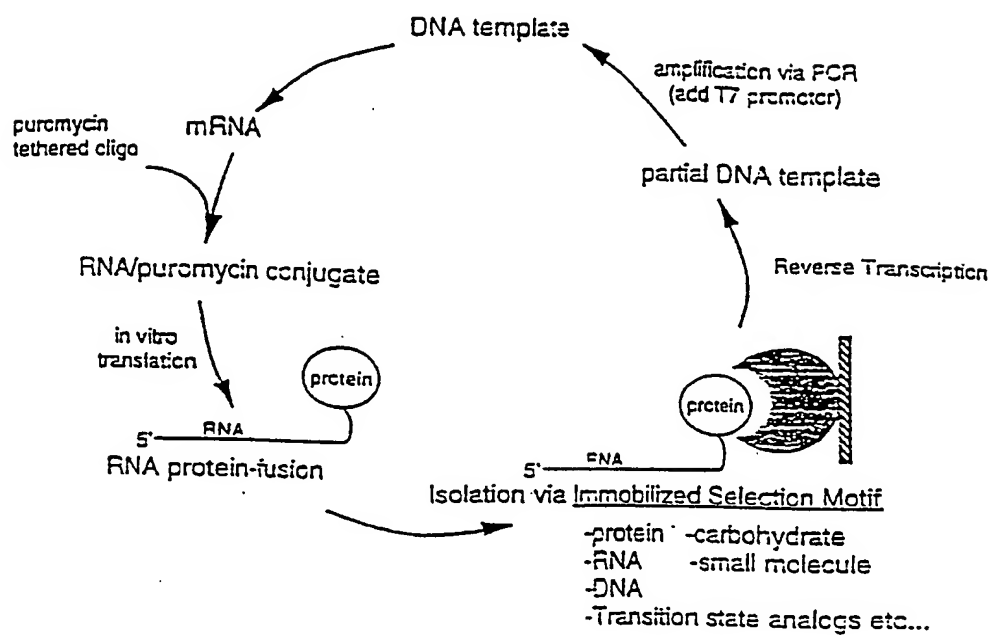 DNA template
mRNA
puromycin
tethered oligo
RNA/puromycin conjugate
in vitro
translation
protein
RNA
5'
RNA protein-fusion
protein
RNA
5'
Isolation via Immobilized Selection Motif
-protein -carbohydrate
-RNA -small molecule
-DNA
-Transition state analogs etc...
Reverse Transcription
partial DNA template
amplification via PCR
(add T7 promoter)